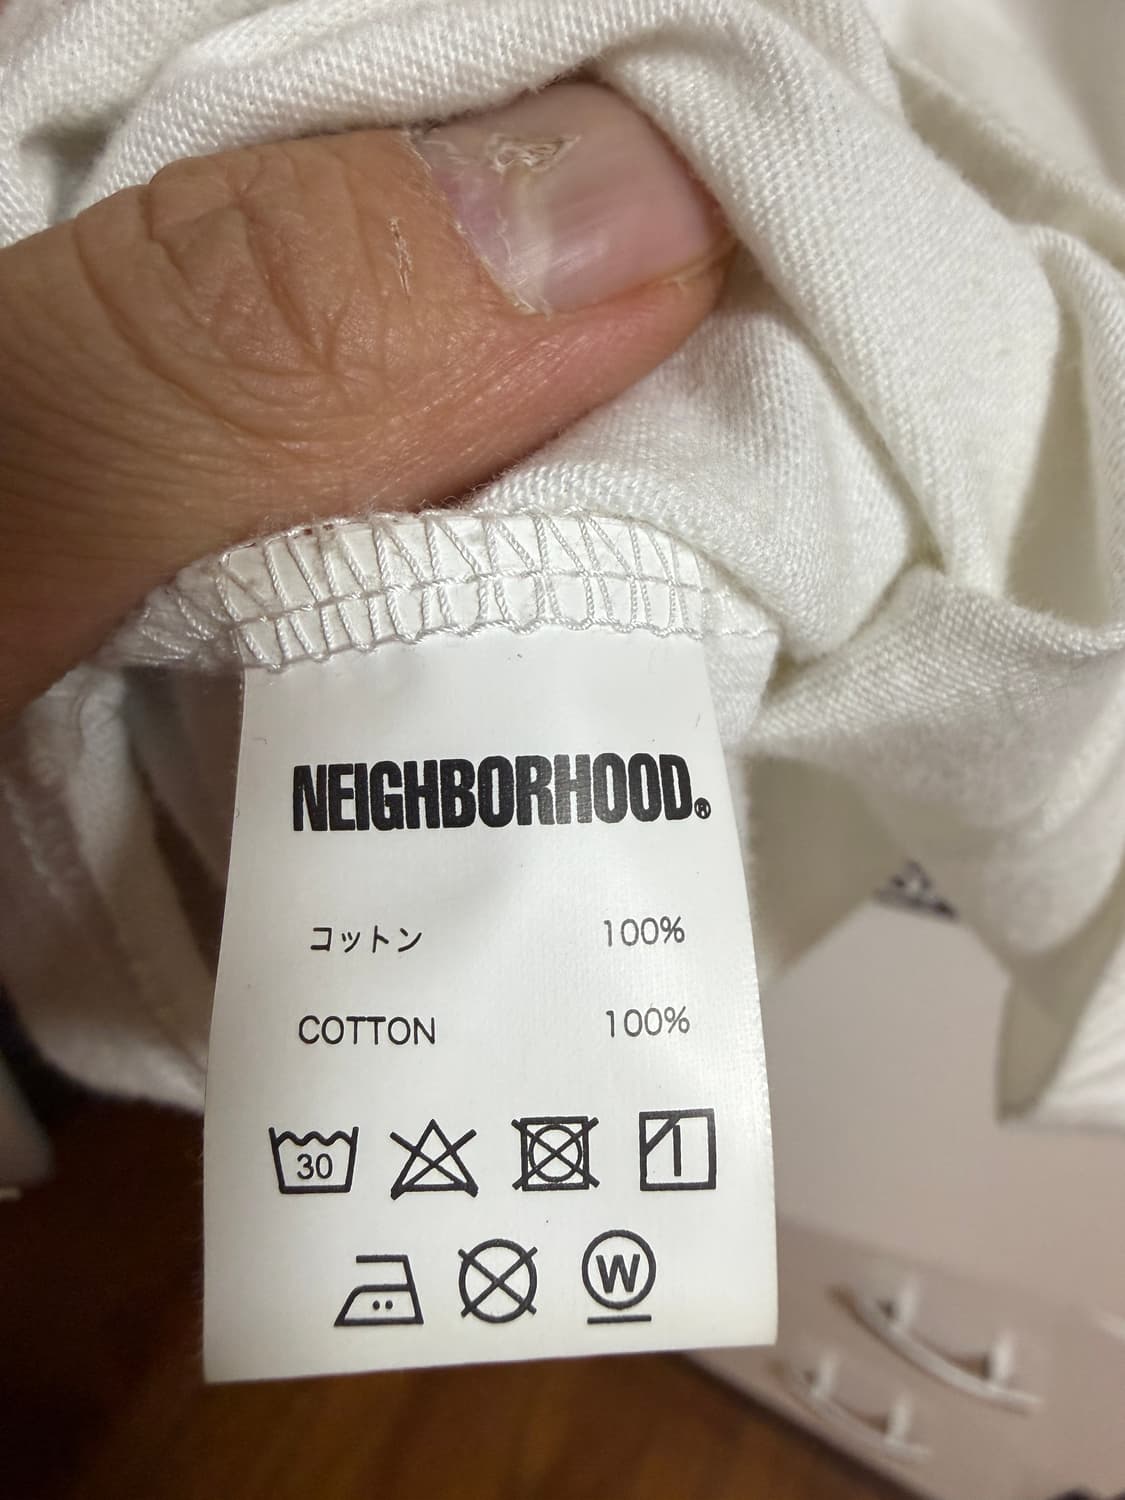 NEIGHBORHOOD®
コットン 100%
COTTON 100%
30
W